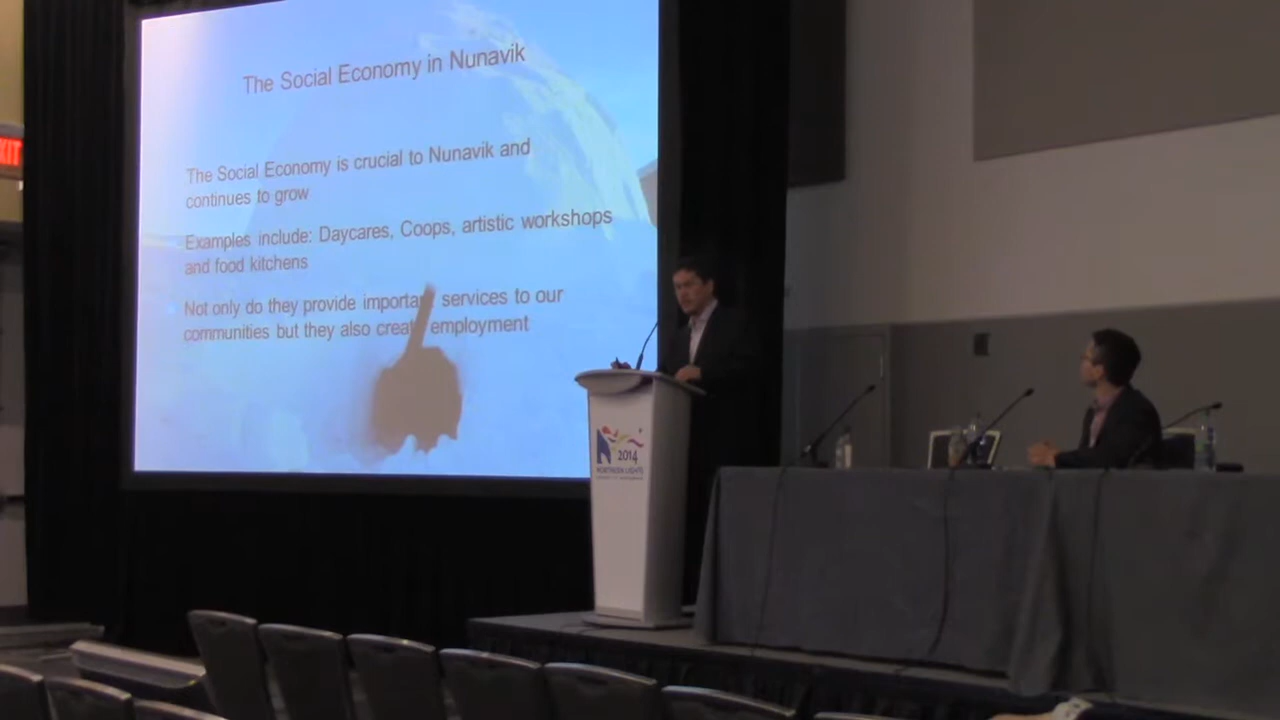 The Social Economy in Nunavik
The Social Economy is crucial to Nunavik and
continues to grow
Examples include: Daycares, Coops, artistic workshops
and food kitchens
Not only do they provide important services to our
communities but they also create employment
2014
NORTHERN LIGHTS